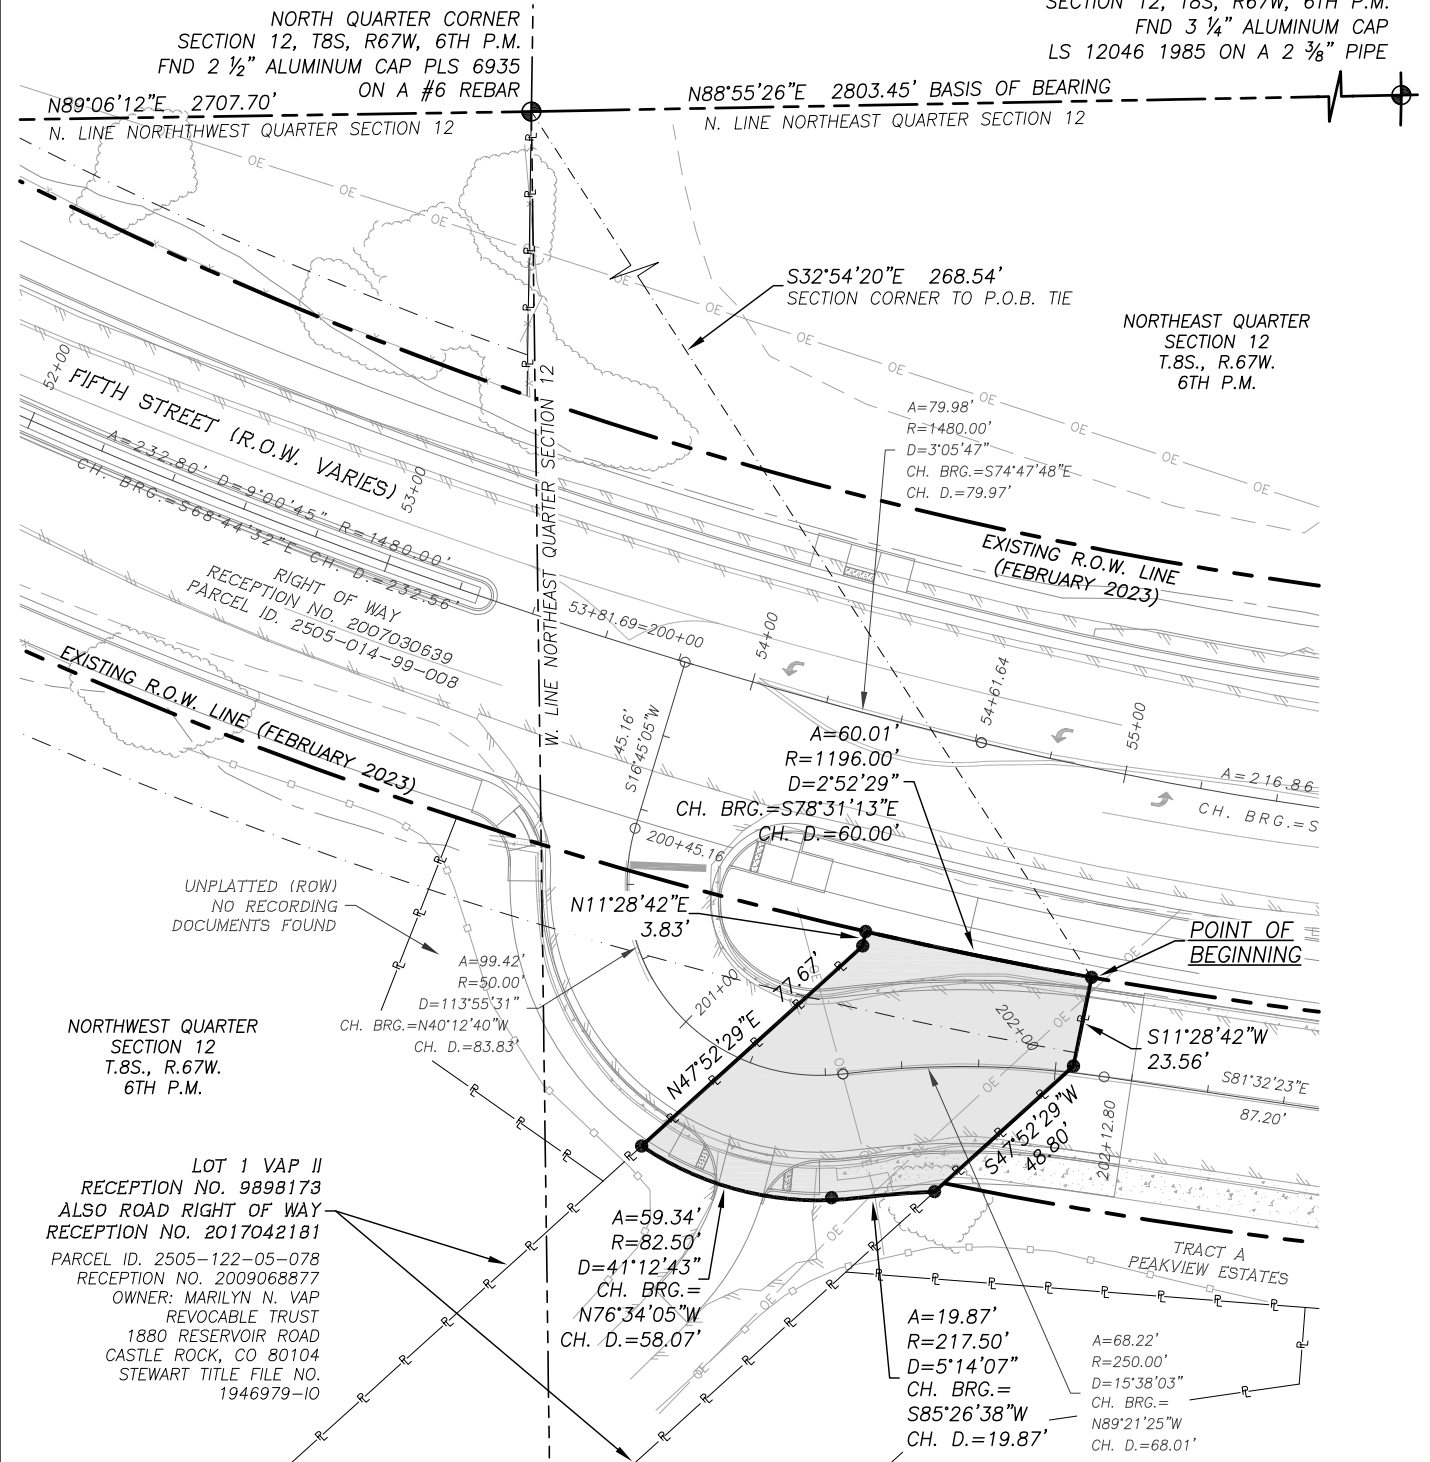 NORTH QUARTER CORNER
SECTION 12, T8S, R67W, 6TH P.M.
FND 2 ½" ALUMINUM CAP PLS 6935
ON A #6 REBAR
SECTION 12, T8S, R67W, 6TH P.M.
FND 3 ¼" ALUMINUM CAP
LS 12046 1985 ON A 2 ⅜" PIPE
N89°06'12"E 2707.70'
N. LINE NORTHTHWEST QUARTER SECTION 12
N88°55'26"E 2803.45' BASIS OF BEARING
N. LINE NORTHEAST QUARTER SECTION 12
S32°54'20"E 268.54'
SECTION CORNER TO P.O.B. TIE
NORTHEAST QUARTER
SECTION 12
T.8S., R.67W.
6TH P.M.
A=79.98'
R=1480.00'
D=3°05'47"
CH. BRG.=S74°47'48"E
CH. D.=79.97'
52+00
FIFTH STREET (R.O.W. VARIES)
53+00
A=232.80' D=9°00'45" R=1480.00'
CH. BRG.=S68°44'32"E CH. D.=232.56'
RIGHT OF WAY
RECEPTION NO. 2007030639
PARCEL ID. 2505-014-99-008
W. LINE NORTHEAST QUARTER SECTION 12
EXISTING R.O.W. LINE
(FEBRUARY 2023)
53+81.69=200+00
54+00
54+61.64
55+00
EXISTING R.O.W. LINE (FEBRUARY 2023)
45.16'
S16°45'05"W
A=60.01'
R=1196.00'
D=2°52'29"
CH. BRG.=S78°31'13"E
CH. D.=60.00'
A=216.86
CH. BRG.=S
200+45.16
UNPLATTED (ROW)
NO RECORDING
DOCUMENTS FOUND
N11°28'42"E
3.83'
POINT OF
BEGINNING
A=99.42'
R=50.00'
D=113°55'31"
CH. BRG.=N40°12'40"W
CH. D.=83.83'
201+00
77.67'
N47°52'29"E
202+00
S11°28'42"W
23.56'
NORTHWEST QUARTER
SECTION 12
T.8S., R.67W.
6TH P.M.
S81°32'23"E
87.20'
S47°52'29"W
48.80'
202+12.80
LOT 1 VAP II
RECEPTION NO. 9898173
ALSO ROAD RIGHT OF WAY
RECEPTION NO. 2017042181
PARCEL ID. 2505-122-05-078
RECEPTION NO. 2009068877
OWNER: MARILYN N. VAP
REVOCABLE TRUST
1880 RESERVOIR ROAD
CASTLE ROCK, CO 80104
STEWART TITLE FILE NO.
1946979-IO
A=59.34'
R=82.50'
D=41°12'43"
CH. BRG.=
N76°34'05"W
CH. D.=58.07'
TRACT A
PEAKVIEW ESTATES
A=19.87'
R=217.50'
D=5°14'07"
CH. BRG.=
S85°26'38"W
CH. D.=19.87'
A=68.22'
R=250.00'
D=15°38'03"
CH. BRG.=
N89°21'25"W
CH. D.=68.01'